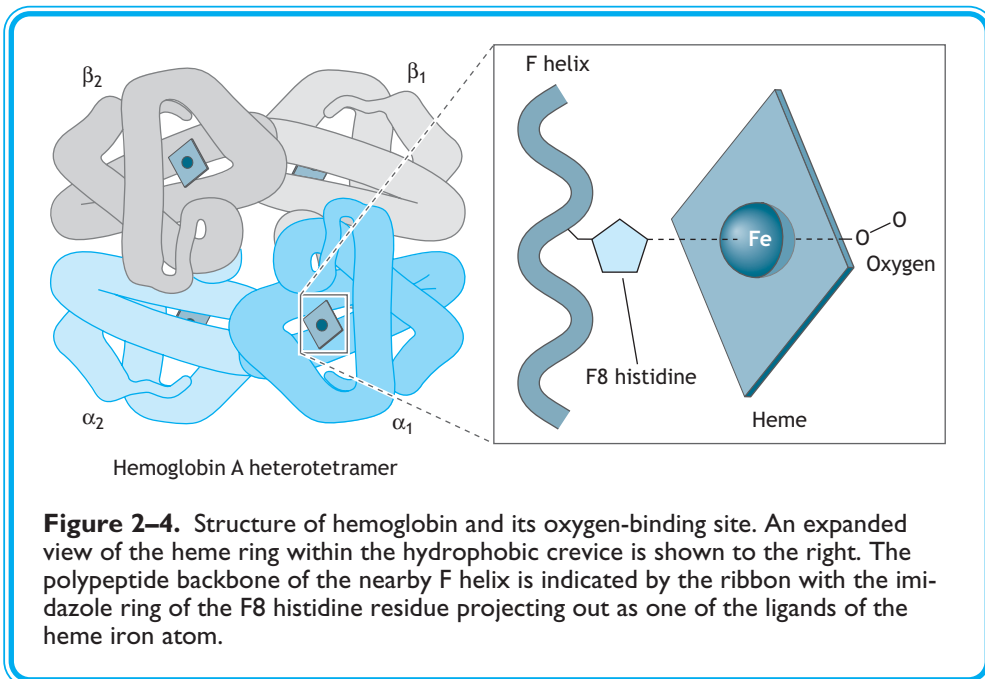 β2
β1
α2
α1
Hemoglobin A heterotetramer
F helix
Fe
O
O
Oxygen
F8 histidine
Heme
Figure 2–4. Structure of hemoglobin and its oxygen-binding site. An expanded
view of the heme ring within the hydrophobic crevice is shown to the right. The
polypeptide backbone of the nearby F helix is indicated by the ribbon with the imi-
dazole ring of the F8 histidine residue projecting out as one of the ligands of the
heme iron atom.